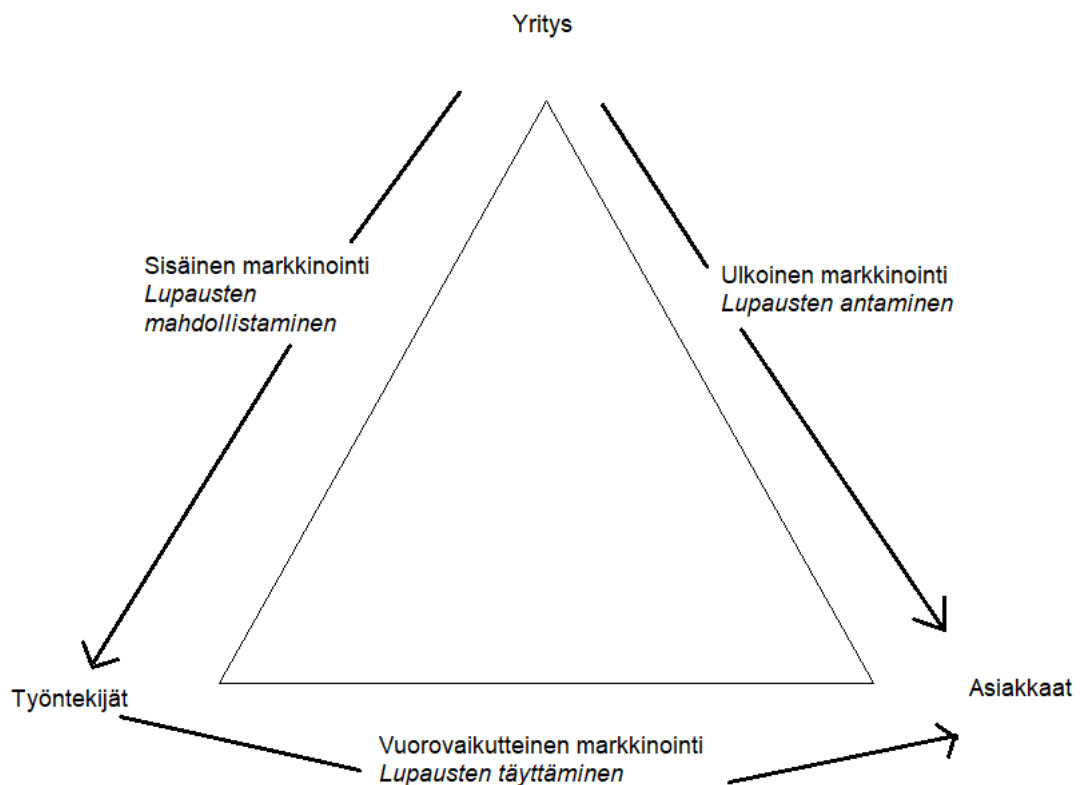 Yritys
Sisäinen markkinointi
Lupausten
mahdollistaminen
Ulkoinen markkinointi
Lupausten antaminen
Työntekijät
Asiakkaat
Vuorovaikutteinen markkinointi
Lupausten täyttäminen